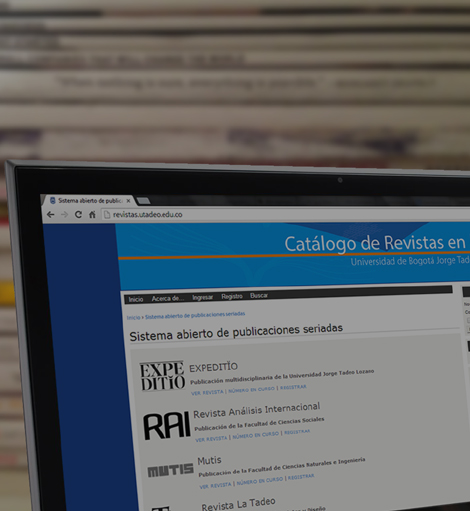 Sistema abierto de public
revistas.utadeo.edu.co
Catálogo de Revistas en
Universidad de Bogotá Jorge Tad
Inicio Acerca de... Ingresar Registro Buscar
Inicio > Sistema abierto de publicaciones seriadas
Sistema abierto de publicaciones seriadas
EXPEDITIO EXPEDITÏO
Publicación multidisciplinaria de la Universidad Jorge Tadeo Lozano
VER REVISTA | NÚMERO EN CURSO | REGISTRAR
RAI Revista Análisis Internacional
Publicación de la Facultad de Ciencias Sociales
VER REVISTA | NÚMERO EN CURSO | REGISTRAR
MUTIS Mutis
Publicación de la Facultad de Ciencias Naturales e Ingeniería
VER REVISTA | NÚMERO EN CURSO | REGISTRAR
Revista La Tadeo